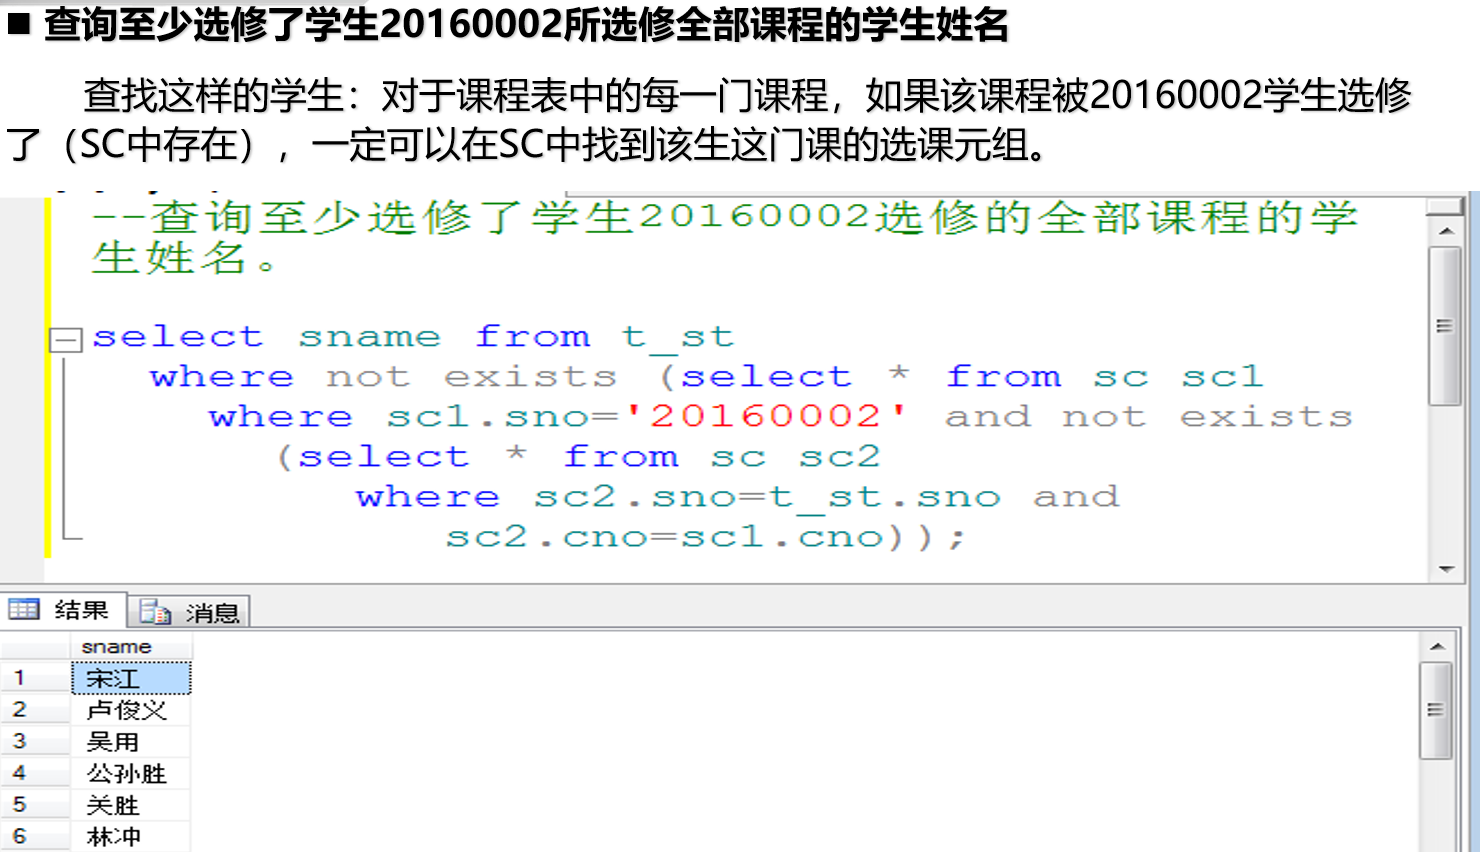 ■ 查询至少选修了学生20160002所选修全部课程的学生姓名
查找这样的学生：对于课程表中的每一门课程，如果该课程被20160002学生选修
了（SC中存在），一定可以在SC中找到该生这门课的选课元组。
--查询至少选修了学生20160002选修的全部课程的学
生姓名。
select sname from t_st
where not exists (select * from sc sc1
where sc1.sno='20160002' and not exists
(select * from sc sc2
where sc2.sno=t_st.sno and
sc2.cno=sc1.cno));
结果 消息
sname
1 宋江
2 卢俊义
3 吴用
4 公孙胜
5 关胜
6 林冲